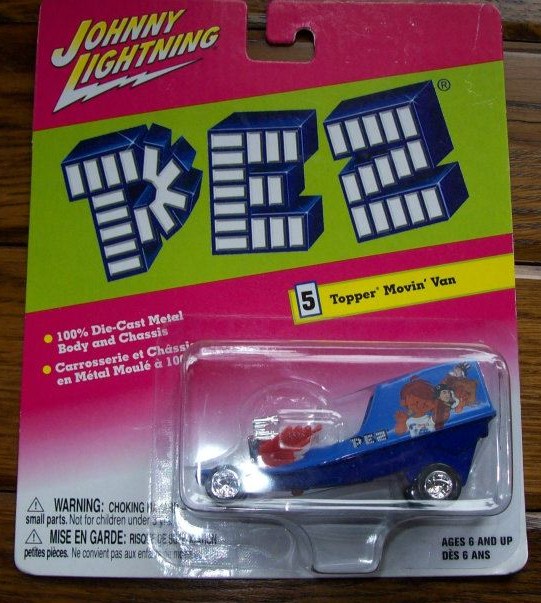 JOHNNY
LIGHTNING
PEZ®
5 Topper® Movin' Van
• 100% Die-Cast Metal
Body and Chassis
• Carrosserie et Châssi
en Métal Moulé à 100
PEZ
⚠ WARNING: CHOKING
small parts. Not for children under 3
⚠ MISE EN GARDE: RISQUE DE
petites pièces. Ne convient pas aux
AGES 6 AND UP
DÈS 6 ANS